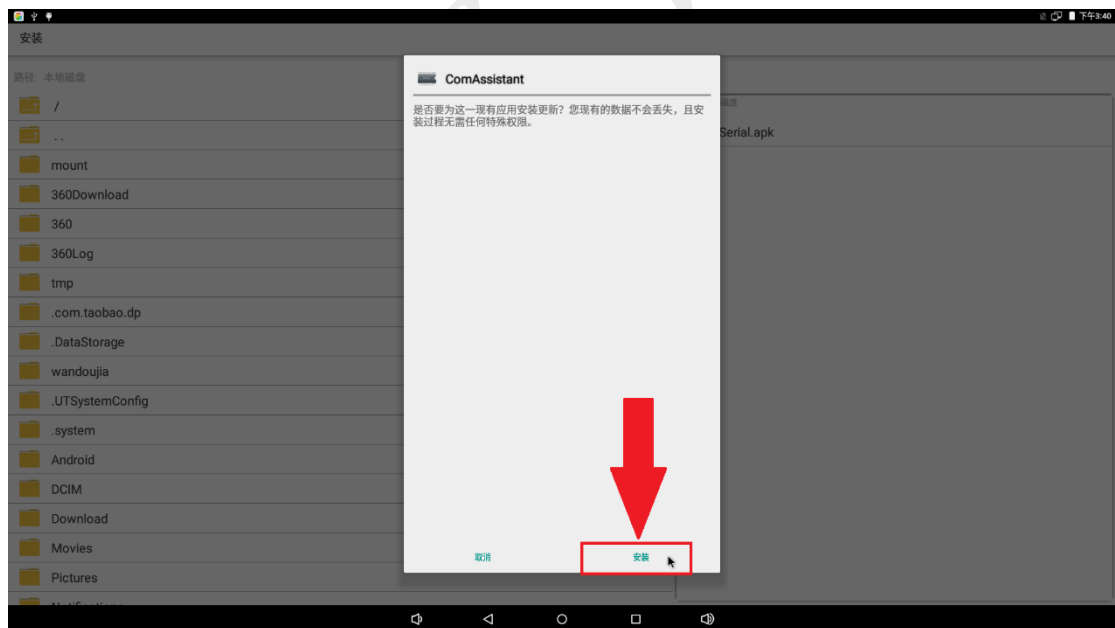 下午3:40
安装
路径: 本地磁盘
/
..
mount
360Download
360
360Log
tmp
.com.taobao.dp
.DataStorage
wandoujia
.UTSystemConfig
.system
Android
DCIM
Download
Movies
Pictures
ComAssistant
是否要为这一现有应用安装更新？您现有的数据不会丢失，且安
装过程无需任何特殊权限。
取消
安装
磁盘
Serial.apk